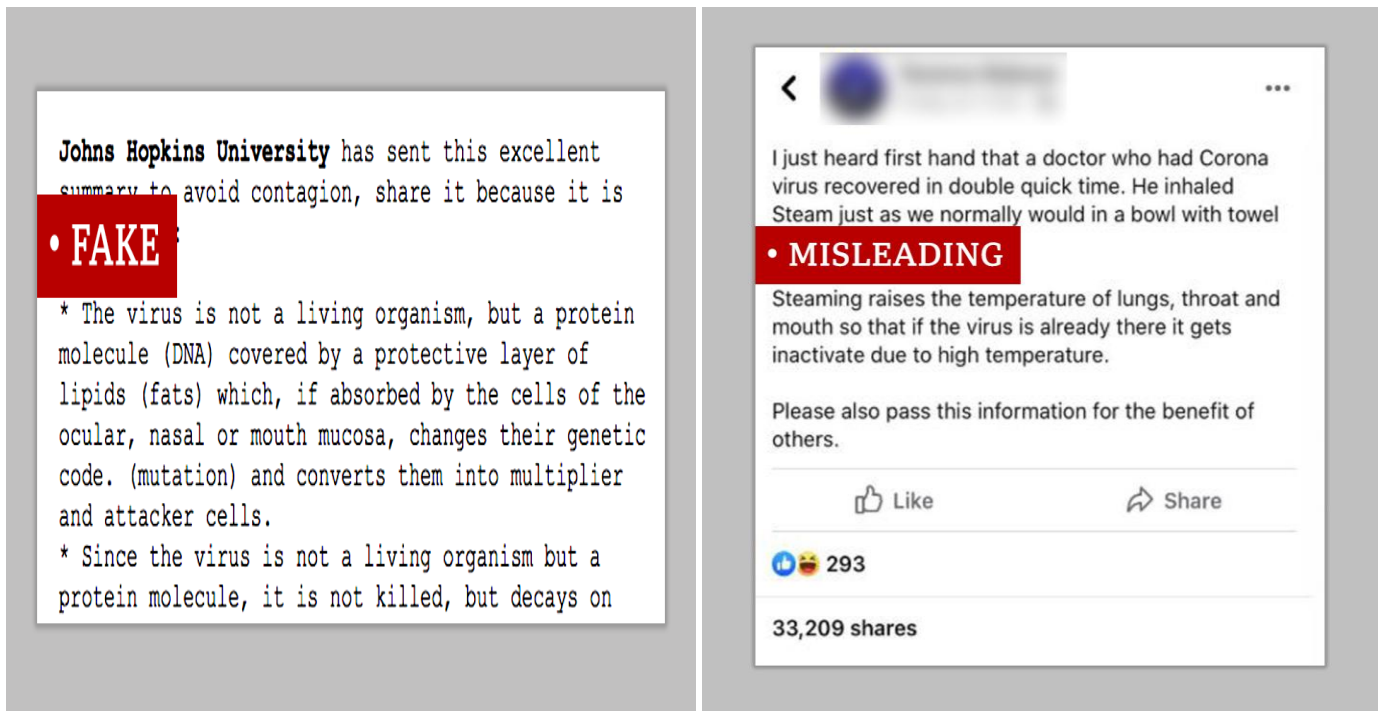 Johns Hopkins University has sent this excellent
summary to avoid contagion, share it because it is
• FAKE
:
* The virus is not a living organism, but a protein
molecule (DNA) covered by a protective layer of
lipids (fats) which, if absorbed by the cells of the
ocular, nasal or mouth mucosa, changes their genetic
code. (mutation) and converts them into multiplier
and attacker cells.
* Since the virus is not a living organism but a
protein molecule, it is not killed, but decays on
I just heard first hand that a doctor who had Corona
virus recovered in double quick time. He inhaled
Steam just as we normally would in a bowl with towel
• MISLEADING
Steaming raises the temperature of lungs, throat and
mouth so that if the virus is already there it gets
inactivate due to high temperature.
Please also pass this information for the benefit of
others.
Like
Share
293
33,209 shares